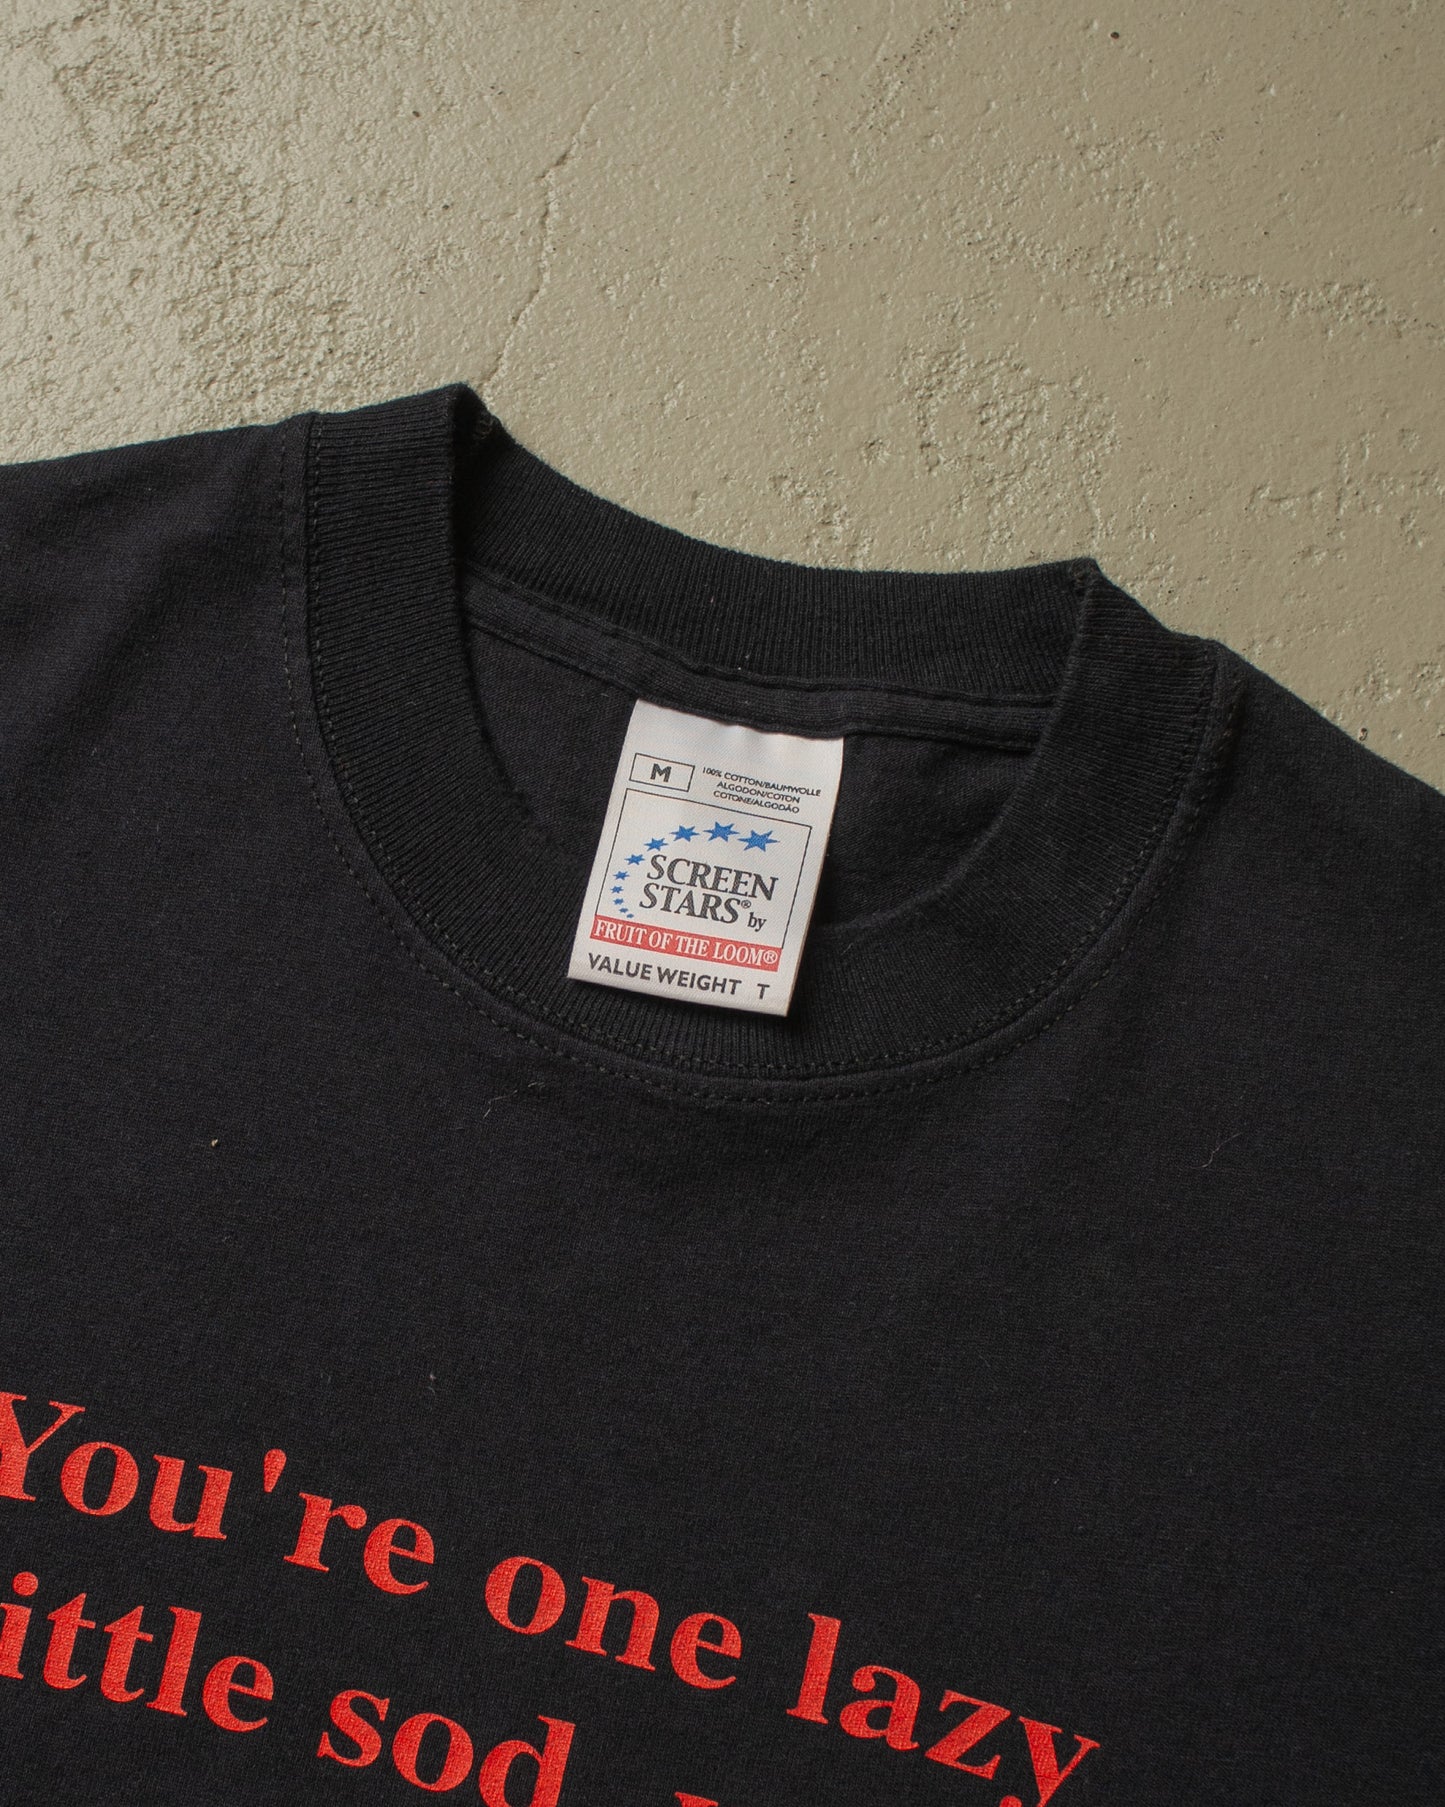 M
100% COTTON/BAUMWOLLE
ALGODON/COTON
COTONE/ALGODÃO
SCREEN
STARS® by
FRUIT OF THE LOOM®
VALUE WEIGHT T
You're one lazy
ittle sod